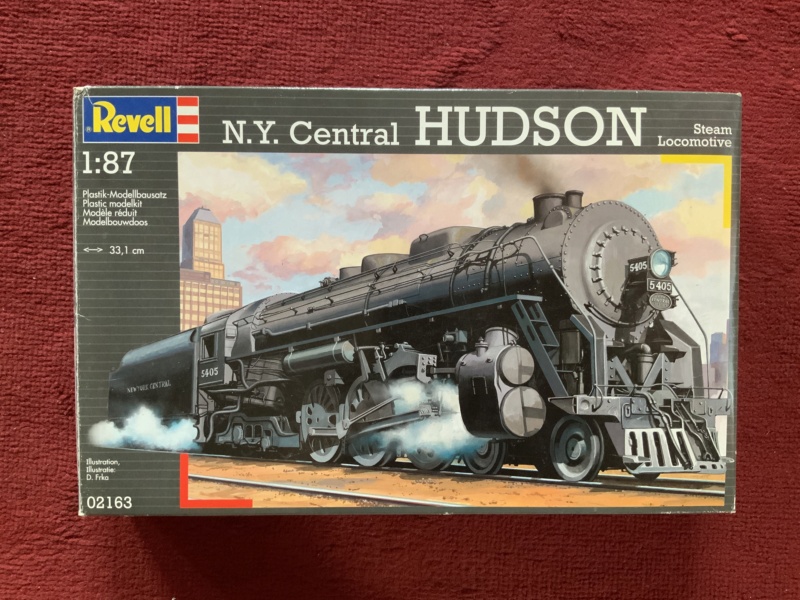 Revell
N.Y. Central HUDSON
Steam
Locomotive
1:87
Plastik-Modellbausatz
Plastic modelkit
Modèle réduit
Modelbouwdoos
33,1 cm
5405
5405
5405
NEW YORK CENTRAL
Illustration,
Illustratie:
D. Frka
02163